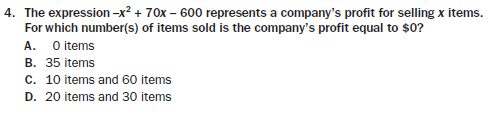 4. The expression –x² + 70x – 600 represents a company's profit for selling x items.
For which number(s) of items sold is the company's profit equal to $0?
A. 0 items
B. 35 items
C. 10 items and 60 items
D. 20 items and 30 items